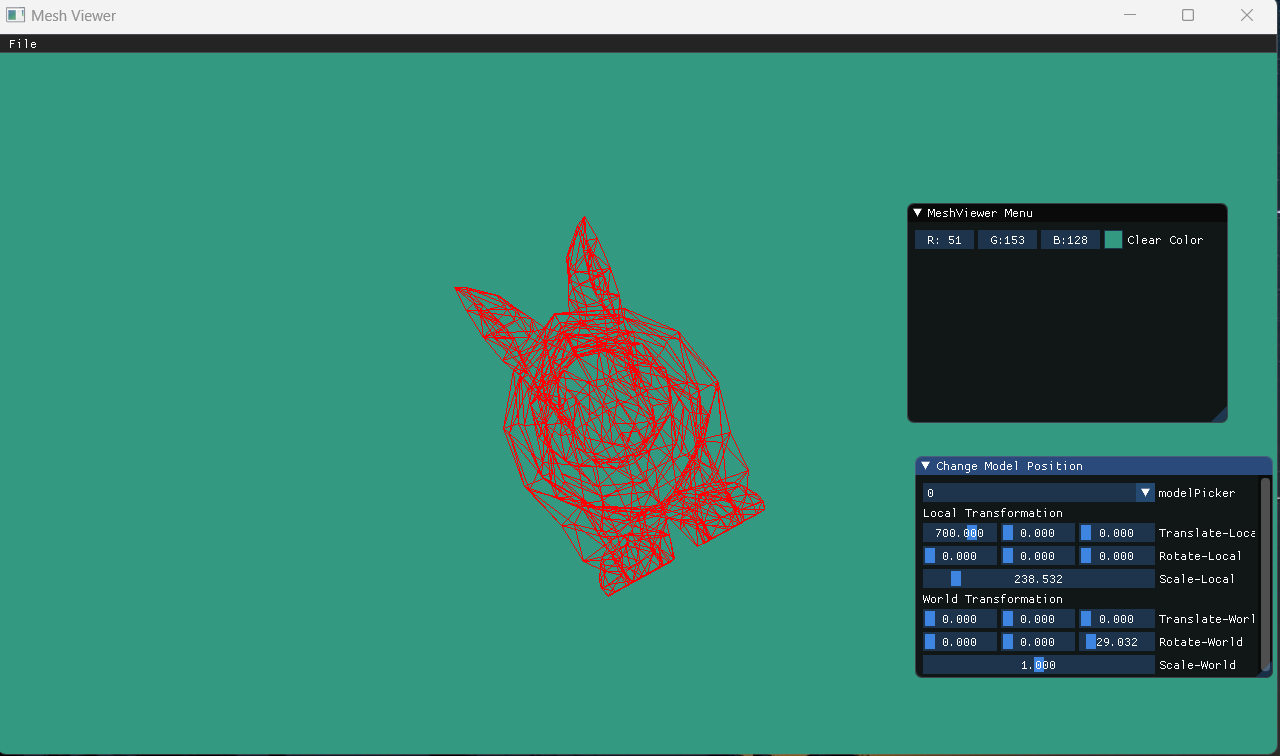 Mesh Viewer
File
MeshViewer Menu
R: 51 G:153 B:128 Clear Color
Change Model Position
0 modelPicker
Local Transformation
700.000 0.000 0.000 Translate-Loca
0.000 0.000 0.000 Rotate-Local
238.532 Scale-Local
World Transformation
0.000 0.000 0.000 Translate-Worl
0.000 0.000 29.032 Rotate-World
1.000 Scale-World